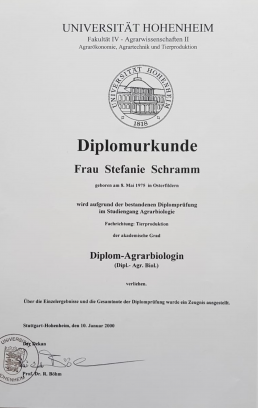 UNIVERSITÄT HOHENHEIM
Fakultät IV - Agrarwissenschaften II
Agrarökonomie, Agrartechnik und Tierproduktion
UNIVERSITÄT HOHENHEIM
1818
Diplomurkunde
Frau Stefanie Schramm
geboren am 8. Mai 1975 in Ostfildern
wird aufgrund der bestandenen Diplomprüfung
im Studiengang Agrarbiologie
Fachrichtung: Tierproduktion
der akademische Grad
Diplom-Agrarbiologin
(Dipl.- Agr. Biol.)
verliehen.
Über die Einzelergebnisse und die Gesamtnote der Diplomprüfung wurde ein Zeugnis ausgestellt.
Stuttgart-Hohenheim, den 10. Januar 2000
Der Dekan
Prof. Dr. R. Böhm